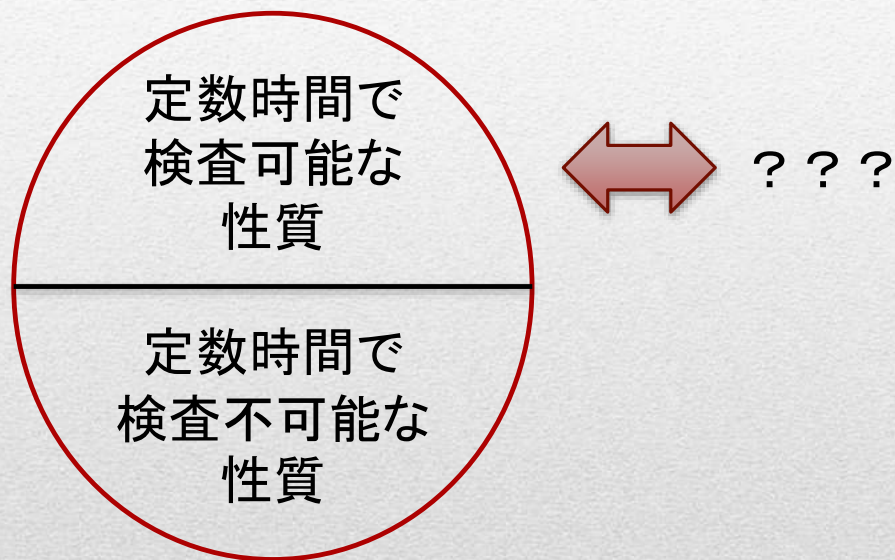 定数時間で
検査可能な
性質
？？？
定数時間で
検査不可能な
性質